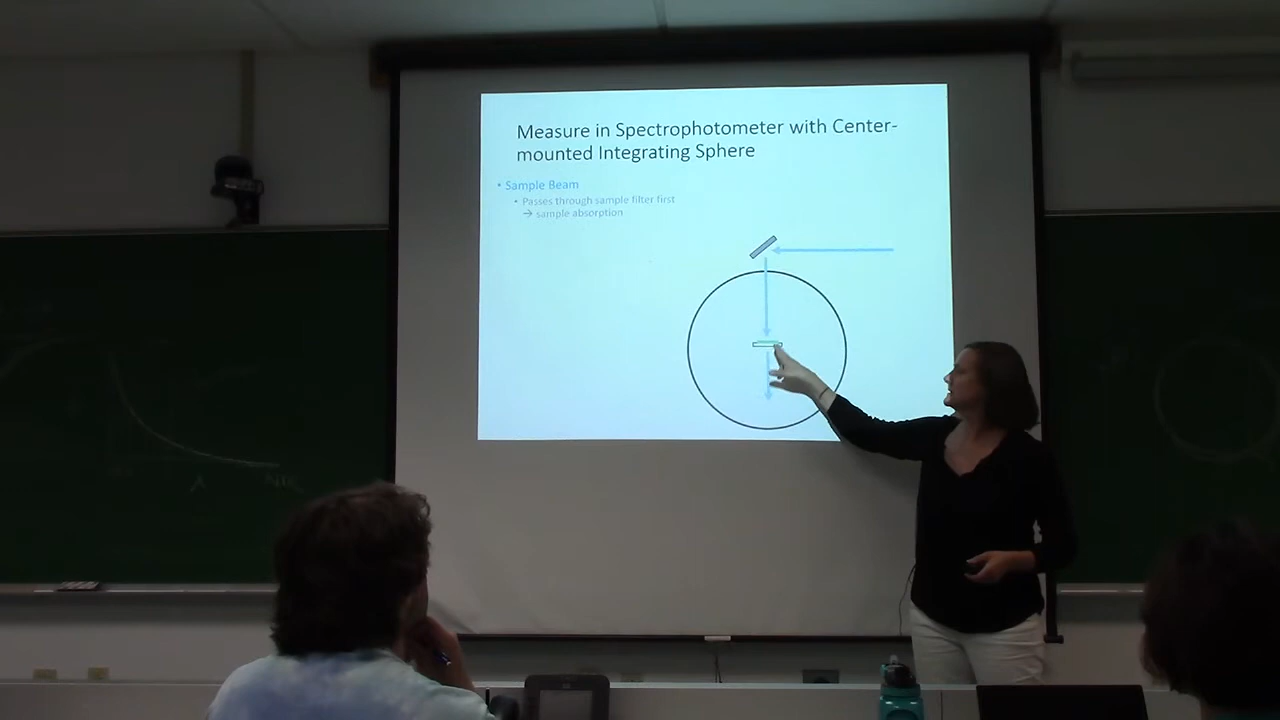 Measure in Spectrophotometer with Center-
mounted Integrating Sphere
• Sample Beam
• Passes through sample filter first
→ sample absorption
λ